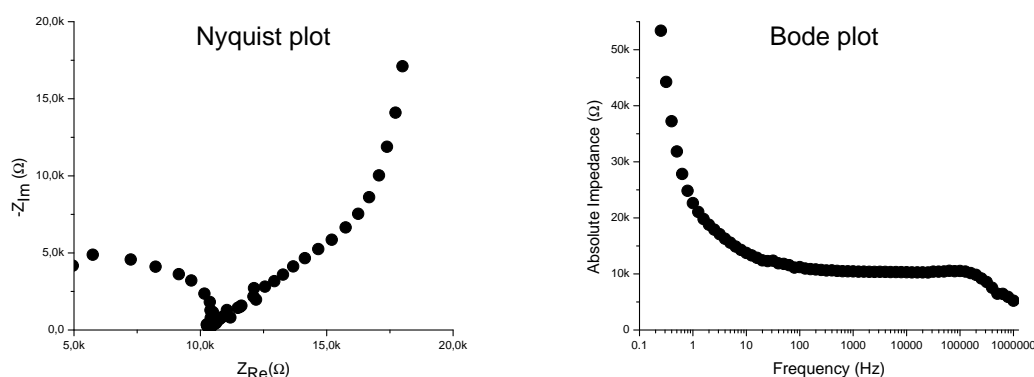 Nyquist plot
20,0k
15,0k
10,0k
5,0k
0,0
5,0k
10,0k
15,0k
20,0k
-ZIm (Ω)
ZRe(Ω)
Bode plot
50k
40k
30k
20k
10k
0
0.1
1
10
100
1000
10000
100000
1000000
Absolute Impedance (Ω)
Frequency (Hz)